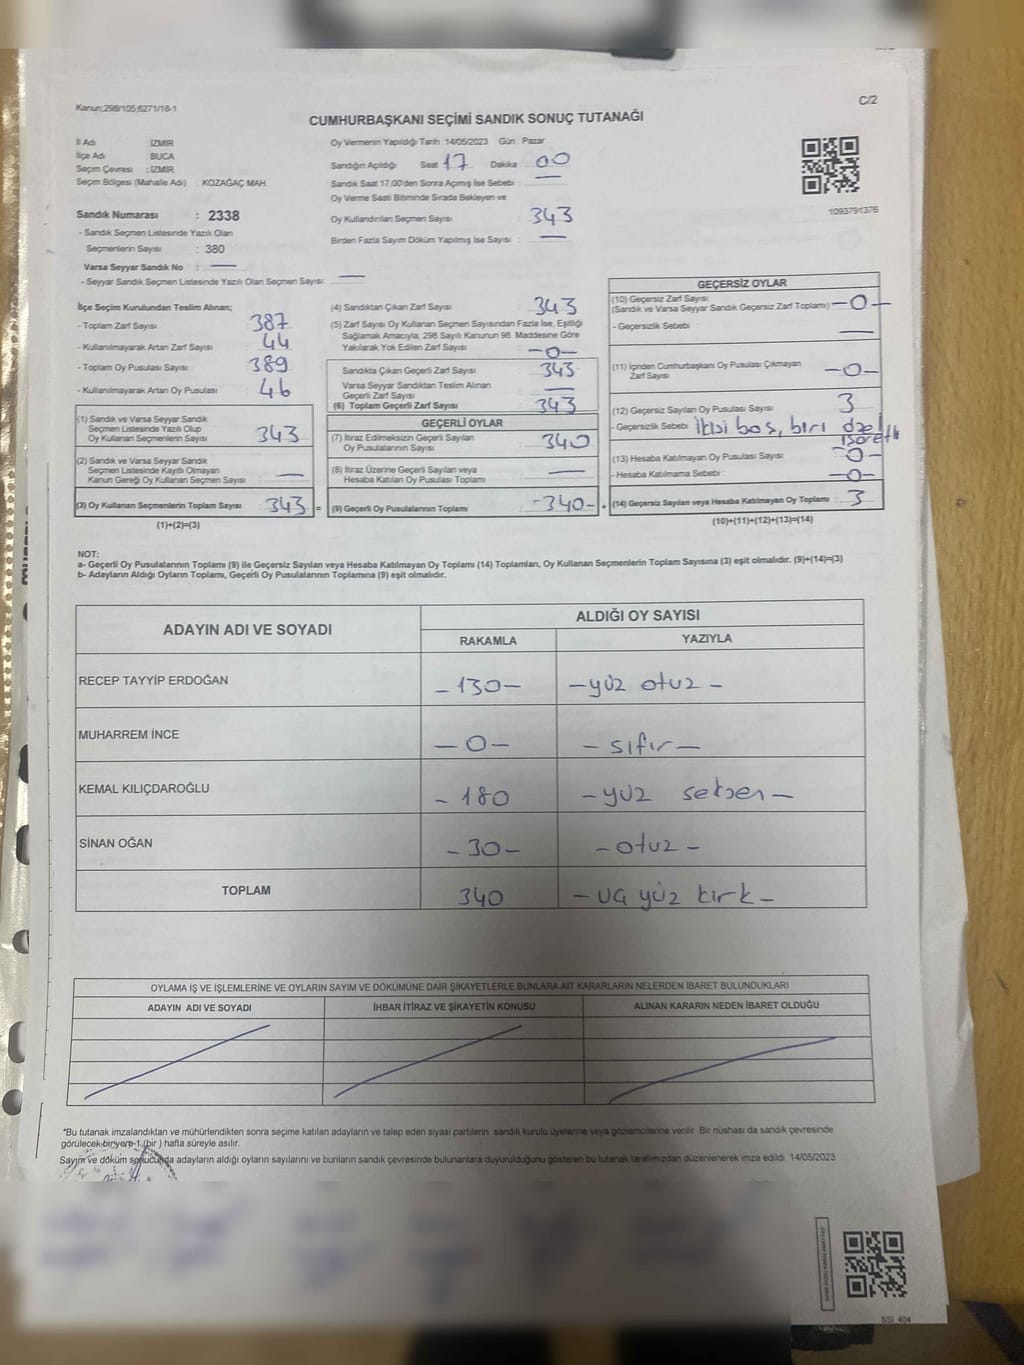 Kanun;298/105;6271/18-1
C/2
CUMHURBAŞKANI SEÇİMİ SANDIK SONUÇ TUTANAĞI
İl Adı : İZMİR
İlçe Adı : BUCA
Seçim Çevresi : İZMİR
Seçim Bölgesi (Mahalle Adı) : KOZAĞAÇ MAH.
Sandık Numarası : 2338
- Sandık Seçmen Listesinde Yazılı Olan
Seçmenlerin Sayısı : 380
Varsa Seyyar Sandık No : —
- Seyyar Sandık Seçmen Listesinde Yazılı Olan Seçmen Sayısı: —
Oy Vermenin Yapıldığı Tarih : 14/05/2023 Gün : Pazar
Sandığın Açıldığı Saat 17 Dakika 00
Sandık Saat 17:00'den Sonra Açılmış İse Sebebi : —
Oy Verme Saati Bitiminde Sırada Bekleyen ve
Oy Kullandırılan Seçmen Sayısı : 343
Birden Fazla Sayım Döküm Yapılmış İse Sayısı : —
1093791376
İlçe Seçim Kurulundan Teslim Alınan;
- Toplam Zarf Sayısı : 387
- Kullanılmayarak Artan Zarf Sayısı : 44
- Toplam Oy Pusulası Sayısı : 389
- Kullanılmayarak Artan Oy Pusulası : 46
(1) Sandık ve Varsa Seyyar Sandık
Seçmen Listesinde Yazılı Olup
Oy Kullanan Seçmenlerin Sayısı : 343
(2) Sandık ve Varsa Seyyar Sandık
Seçmen Listesinde Kayıtlı Olmayan
Kanun Gereği Oy Kullanan Seçmen Sayısı : —
(3) Oy Kullanan Seçmenlerin Toplam Sayısı : 343 =
(1)+(2)=(3)
(4) Sandıktan Çıkan Zarf Sayısı : 343
(5) Zarf Sayısı Oy Kullanan Seçmen Sayısından Fazla İse, Eşitliği
Sağlamak Amacıyla, 298 Sayılı Kanunun 98. Maddesine Göre
Yakılarak Yok Edilen Zarf Sayısı : —0—
Sandıkta Çıkan Geçerli Zarf Sayısı : 343
Varsa Seyyar Sandıktan Teslim Alınan
Geçerli Zarf Sayısı : —
(6) Toplam Geçerli Zarf Sayısı : 343
GEÇERLİ OYLAR
(7) İtiraz Edilmeksizin Geçerli Sayılan
Oy Pusulalarının Sayısı : 340
(8) İtiraz Üzerine Geçerli Sayılan veya
Hesaba Katılan Oy Pusulası Toplamı : —
(9) Geçerli Oy Pusulalarının Toplamı : -340- +
GEÇERSİZ OYLAR
(10) Geçersiz Zarf Sayısı
(Sandık ve Varsa Seyyar Sandık Geçersiz Zarf Toplamı) : —0—
- Geçersizlik Sebebi : —
(11) İçinden Cumhurbaşkanı Oy Pusulası Çıkmayan
Zarf Sayısı : —0—
(12) Geçersiz Sayılan Oy Pusulası Sayısı : 3
- Geçersizlik Sebebi : İkisi boş, biri özel
işaretli
(13) Hesaba Katılmayan Oy Pusulası Sayısı : —0—
- Hesaba Katılmama Sebebi : —0—
(14) Geçersiz Sayılan veya Hesaba Katılmayan Oy Toplamı : 3
(10)+(11)+(12)+(13)=(14)
NOT:
a- Geçerli Oy Pusulalarının Toplamı (9) ile Geçersiz Sayılan veya Hesaba Katılmayan Oy Toplamı (14) Toplamları, Oy Kullanan Seçmenlerin Toplam Sayısına (3) eşit olmalıdır. (9)+(14)=(3)
b- Adayların Aldığı Oyların Toplamı, Geçerli Oy Pusulalarının Toplamına (9) eşit olmalıdır.
ADAYIN ADI VE SOYADI
ALDIĞI OY SAYISI
RAKAMLA YAZIYLA
RECEP TAYYİP ERDOĞAN -130- -yüz otuz-
MUHARREM İNCE -0- -sıfır-
KEMAL KILIÇDAROĞLU -180 -yüz seksen-
SİNAN OĞAN -30- -otuz-
TOPLAM 340 -üç yüz kırk-
OYLAMA İŞ VE İŞLEMLERİNE VE OYLARIN SAYIM VE DÖKÜMÜNE DAİR ŞİKAYETLERLE BUNLARA AİT KARARLARIN NELERDEN İBARET BULUNDUKLARI
ADAYIN ADI VE SOYADI İHBAR İTİRAZ VE ŞİKAYETİN KONUSU ALINAN KARARIN NEDEN İBARET OLDUĞU
*Bu tutanak imzalandıktan ve mühürlendikten sonra seçime katılan adayların ve talep eden siyasi partilerin sandık kurulu üyelerine veya gözlemcilerine verilir. Bir nüshası da sandık çevresinde
görülecek bir yere 1 (bir ) hafta süreyle asılır.
Sayım ve döküm sonucunda adayların aldığı oyların sayılarını ve bunların sandık çevresinde bulunanlara duyurulduğunu gösteren bu tutanak tarafımızdan düzenlenerek imza edildi. 14/05/2023